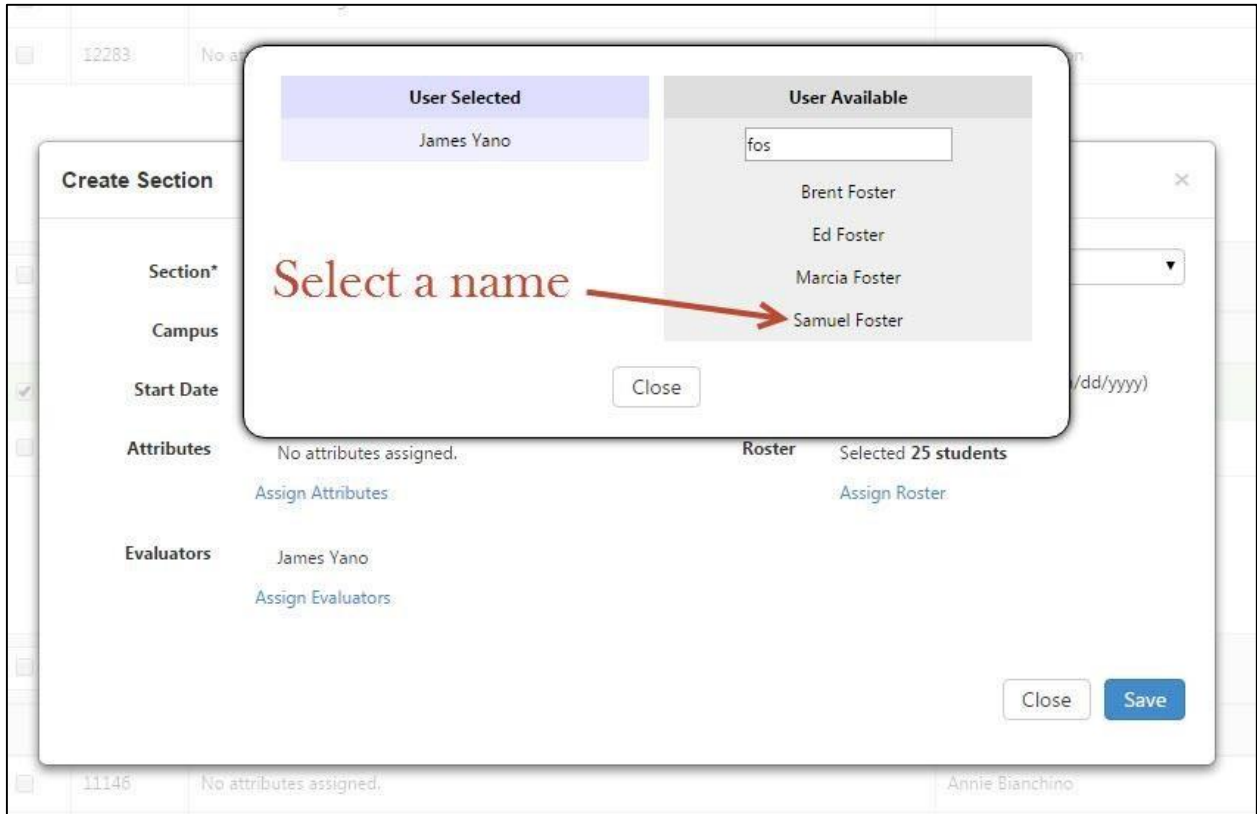 12283 No at
User Selected User Available
James Yano
fos
Create Section ×
Brent Foster
Ed Foster
Section*
Select a name
Marcia Foster
Samuel Foster
Campus
Close
Start Date /dd/yyyy)
Attributes No attributes assigned. Roster Selected 25 students
Assign Attributes Assign Roster
Evaluators James Yano
Assign Evaluators
Close Save
11146 No attributes assigned. Annie Bianchino